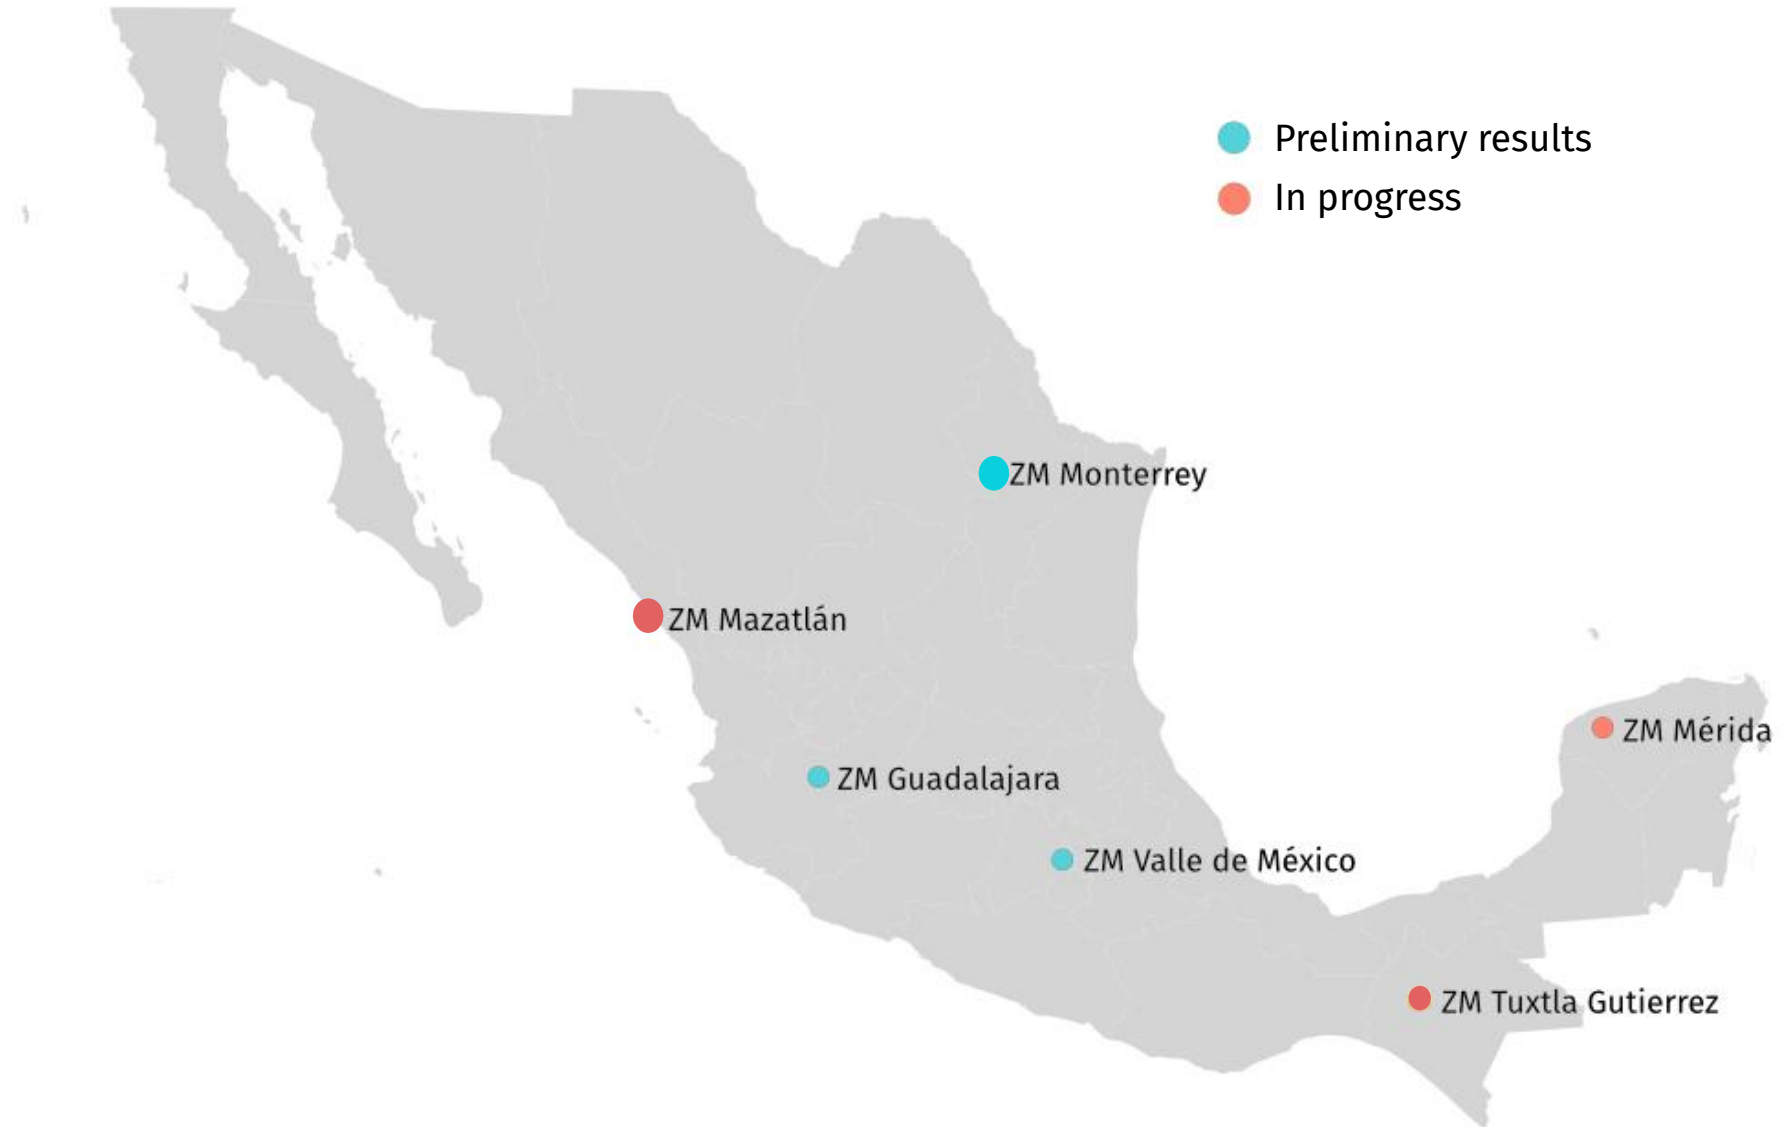 Preliminary results
In progress
ZM Monterrey
ZM Mazatlán
ZM Mérida
ZM Guadalajara
ZM Valle de México
ZM Tuxtla Gutierrez